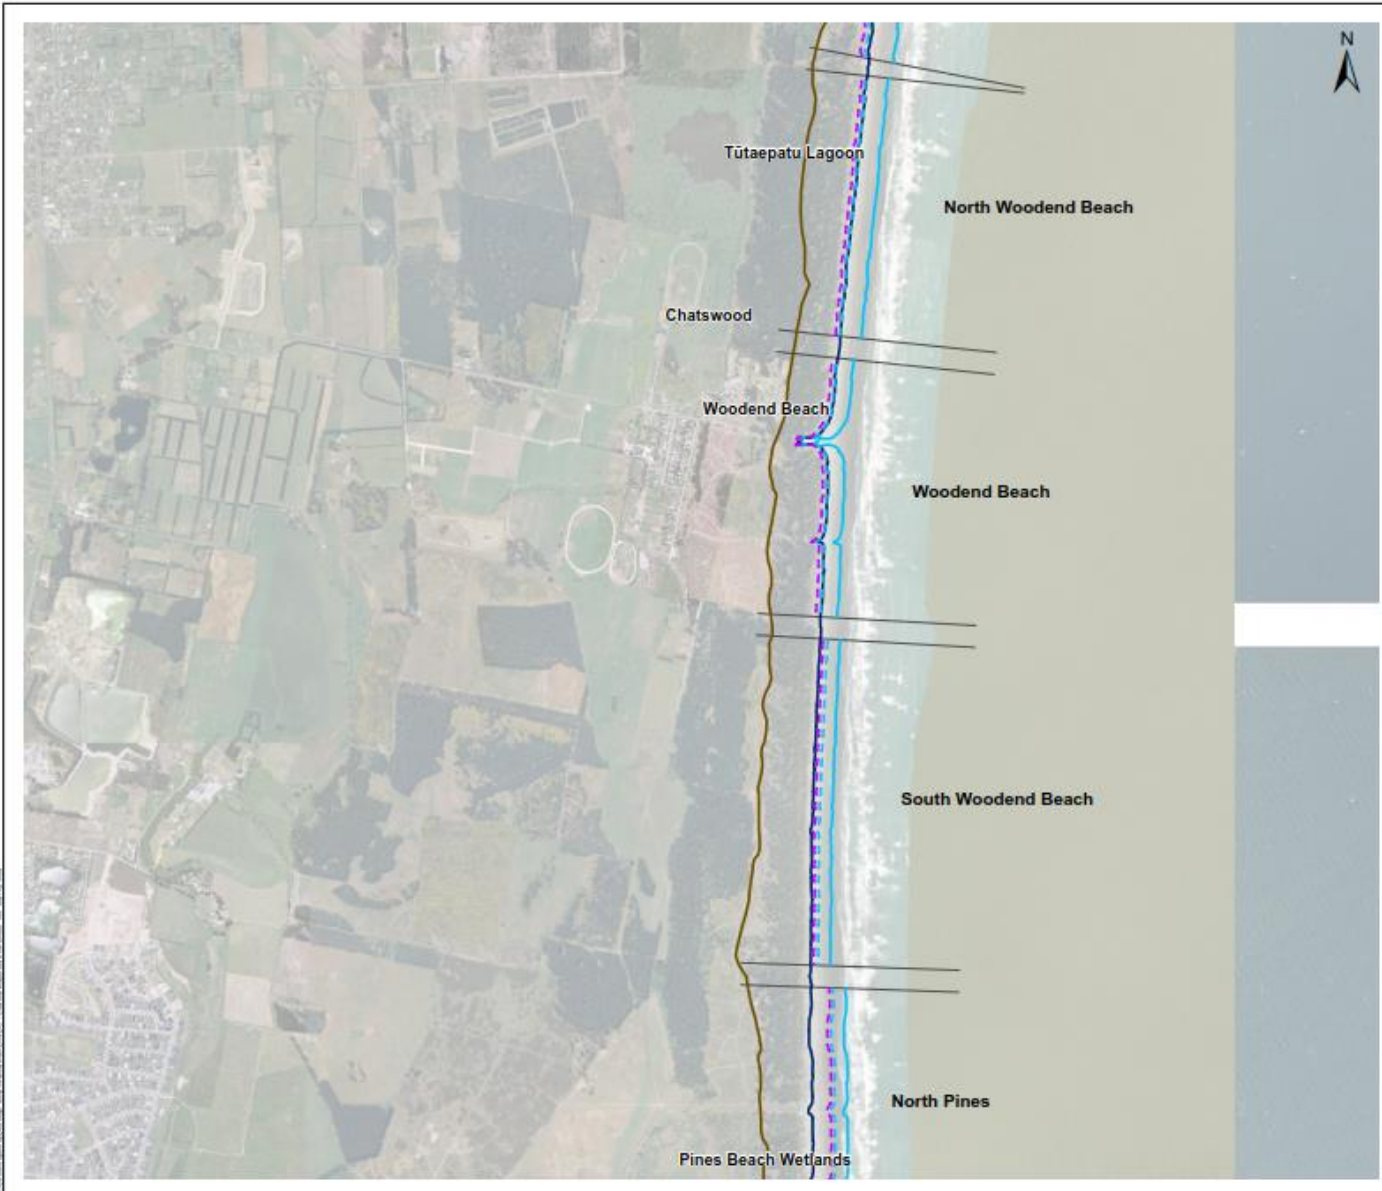 N
Tūtaepatu Lagoon
North Woodend Beach
Chatswood
Woodend Beach
Woodend Beach
South Woodend Beach
North Pines
Pines Beach Wetlands